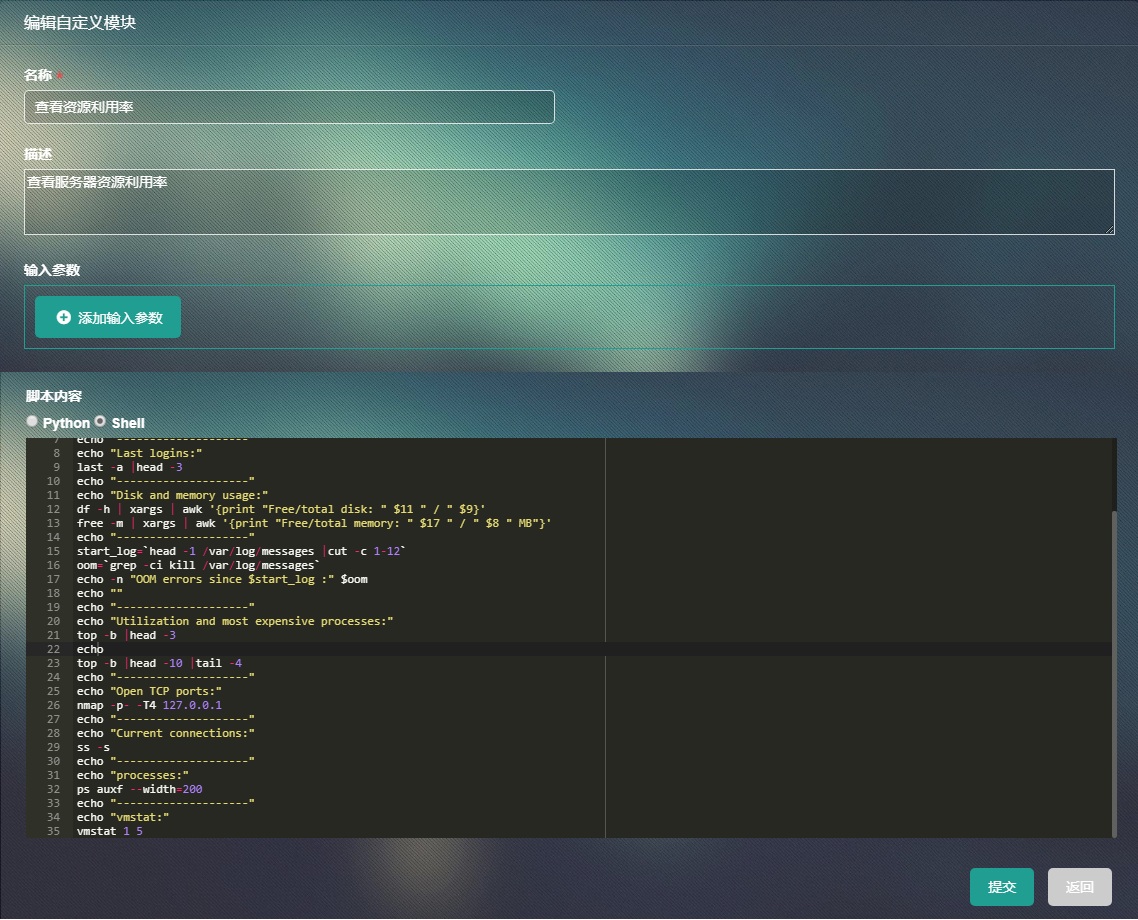 编辑自定义模块
名称 *
查看资源利用率
描述
查看服务器资源利用率
输入参数
添加输入参数
脚本内容
Python Shell
7 echo "--------------------"
8 echo "Last logins:"
9 last -a |head -3
10 echo "--------------------"
11 echo "Disk and memory usage:"
12 df -h | xargs | awk '{print "Free/total disk: " $11 " / " $9}'
13 free -m | xargs | awk '{print "Free/total memory: " $17 " / " $8 " MB"}'
14 echo "--------------------"
15 start_log=`head -1 /var/log/messages |cut -c 1-12`
16 oom=`grep -ci kill /var/log/messages`
17 echo -n "OOM errors since $start_log :" $oom
18 echo ""
19 echo "--------------------"
20 echo "Utilization and most expensive processes:"
21 top -b |head -3
22 echo
23 top -b |head -10 |tail -4
24 echo "--------------------"
25 echo "Open TCP ports:"
26 nmap -p- -T4 127.0.0.1
27 echo "--------------------"
28 echo "Current connections:"
29 ss -s
30 echo "--------------------"
31 echo "processes:"
32 ps auxf --width=200
33 echo "--------------------"
34 echo "vmstat:"
35 vmstat 1 5
提交 返回